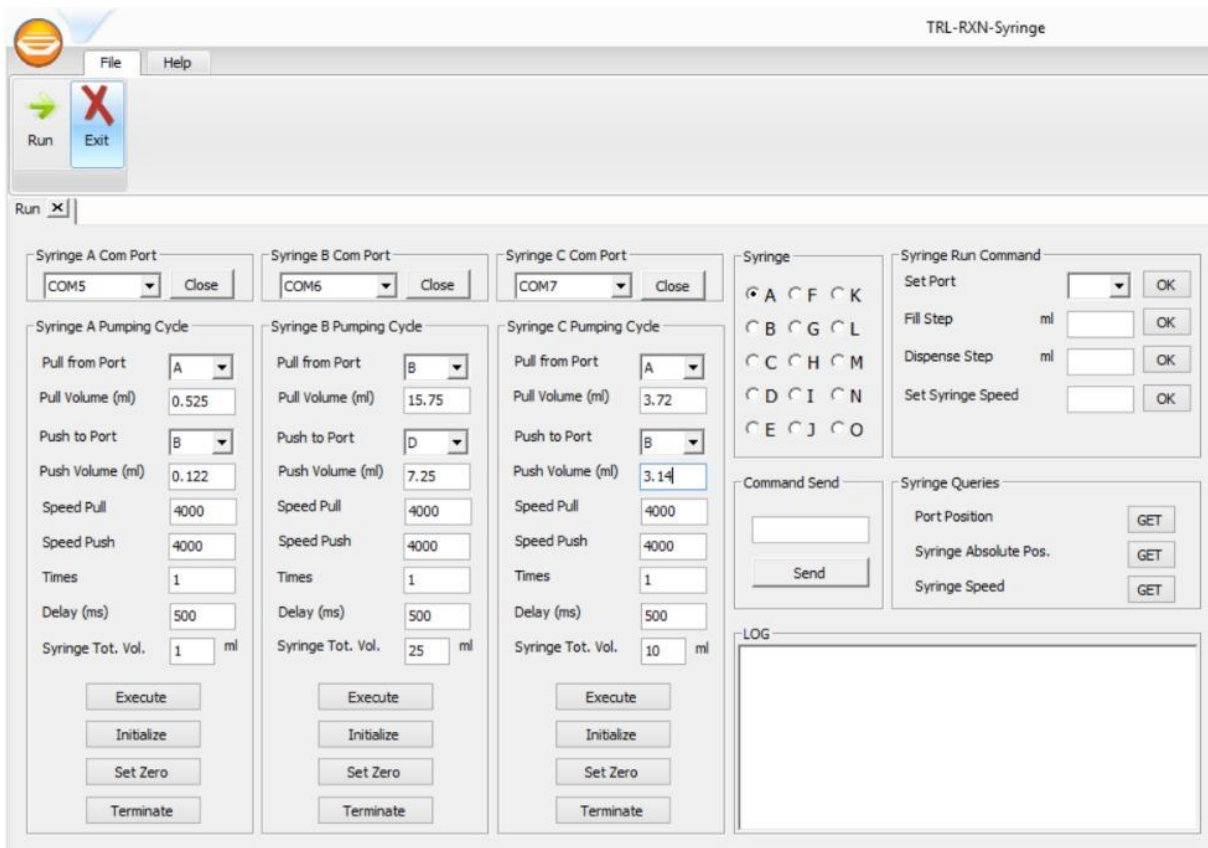 TRL-RXN-Syringe
File Help
Run Exit
Run
Syringe A Com Port
COM5 Close
Syringe A Pumping Cycle
Pull from Port A
Pull Volume (ml) 0.525
Push to Port B
Push Volume (ml) 0.122
Speed Pull 4000
Speed Push 4000
Times 1
Delay (ms) 500
Syringe Tot. Vol. 1 ml
Execute
Initialize
Set Zero
Terminate
Syringe B Com Port
COM6 Close
Syringe B Pumping Cycle
Pull from Port B
Pull Volume (ml) 15.75
Push to Port D
Push Volume (ml) 7.25
Speed Pull 4000
Speed Push 4000
Times 1
Delay (ms) 500
Syringe Tot. Vol. 25 ml
Execute
Initialize
Set Zero
Terminate
Syringe C Com Port
COM7 Close
Syringe C Pumping Cycle
Pull from Port A
Pull Volume (ml) 3.72
Push to Port B
Push Volume (ml) 3.14
Speed Pull 4000
Speed Push 4000
Times 1
Delay (ms) 500
Syringe Tot. Vol. 10 ml
Execute
Initialize
Set Zero
Terminate
Syringe
A F K
B G L
C H M
D I N
E J O
Syringe Run Command
Set Port OK
Fill Step ml OK
Dispense Step ml OK
Set Syringe Speed OK
Command Send
Send
Syringe Queries
Port Position GET
Syringe Absolute Pos. GET
Syringe Speed GET
LOG